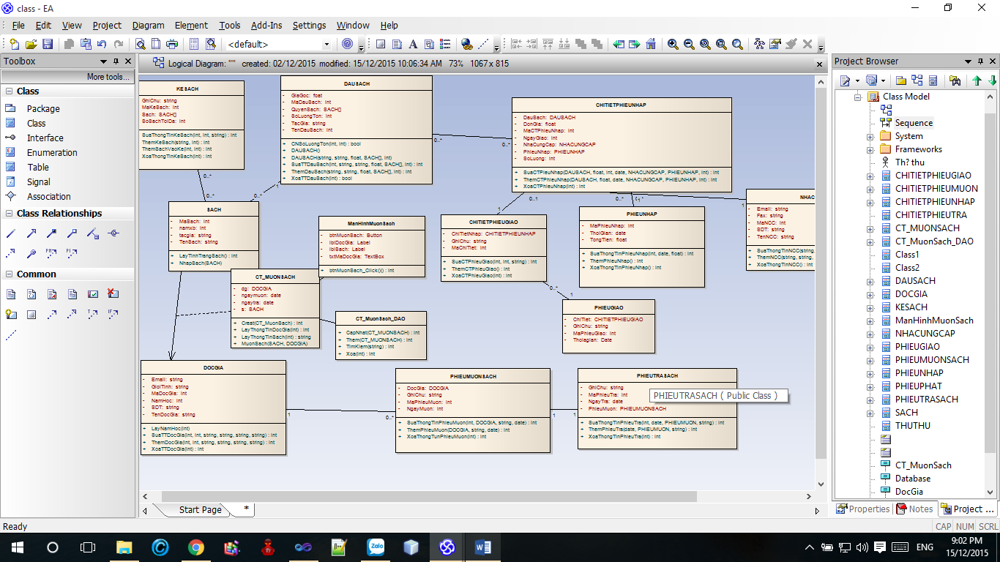 class - EA
File Edit View Project Diagram Element Tools Add-Ins Settings Window Help
<default>
Toolbox
More tools...
Class
Package
Class
Interface
Enumeration
Table
Signal
Association
Class Relationships
Common
Logical Diagram: "" created: 02/12/2015 modified: 15/12/2015 10:06:34 AM 73% 1067 x 815
KESACH
GhiChu: string
MaKeSach: int
Sach: SACH[]
SoSachToiDa: int
SuaThongTinKeSach(int, int, string) : int
ThemKeSach(string, int) : int
ThemSachVaoKe(int, int) : int
XoaThongTinKeSach(int) : int
DAUSACH
- GiaGoc: foat
- MaDauSach: int
- QuyenSach: SACH[]
- SoLuongTon: int
- TacGia: string
- TenDauSach: int
+ CNSoLuongTon(int, int) : bool
+ DAUSACH()
+ DAUSACH(string, string, float, SACH[], int)
+ SuaTTDauSach(int, string, string, foat, SACH[], int) : int
+ ThemDauSach(string, string, foat, SACH[], int) : int
+ XoaTTDauSach(int) : bool
CHITIETPHIEUNHAP
- DauSach: DAUSACH
- DonGia: float
- MaCTPhieuNhap: int
- NgayGiao: int
- NhaCungCap: NHACUNGCAP
- PhieuNhap: PHIEUNHAP
- SoLuong: int
+ SuaCTPieuNhap(DAUSACH, float, int, date, NHACUNGCAP, PHIEUNHAP, int) : int
+ ThemCTPieuNhap(DAUSACH, float, date, NHACUNGCAP, PHIEUNHAP, int) : int
+ XoaCTPhieuNhap(int) : int
0..*
0..*
0..*
0..*
0..*
1
0..1
1
0..*
1
SACH
- MaSach: int
- namxb: int
- tacgia: string
- TenSach: string
+ LayTinhTrangSach() : int
+ NhapSach(SACH)
ManHinhMuonSach
- btnMuonSach: Button
- lblDocGia: Label
- lblSach: Label
- txtMaDocGia: TextBox
+ btnMuonSach_Click()() : int
CHITIETPHIEUGIAO
- ChiTietNhap: CHITIETPHIEUNHAP
- GhiChu: string
- MaChiTiet: int
+ SuaCTPhieuGiao(int, int, string) : int
+ ThemCTPhieuGiao() : int
+ XoaCTPhieuGiao(int) : int
PHIEUNHAP
- MaPhieuNhap: int
- ThoiGian: date
- TongTien: float
+ SuaThongTinPhieuNhap(int, date, float) : int
+ ThemPhieuNhap() : int
+ XoaThongTinPhieuNhap() : int
NHAC
- Email: string
- Fax: string
- MaNCC: int
- SDT: string
- TenNCC: string
+ SuaThongTinNCC(string,
+ ThemNCC(string, string,
+ XoaThongTinNCC(int) : int
CT_MUONSACH
- dg: DOCGIA
- ngaymuon: date
- ngaytra: date
- s: SACH
+ Creat(CT_MuonSach) : int
+ LayThongTinDocGia(int) : int
+ LayThongTinSach(int) : string
+ MuonSach(SACH, DOCGIA)
CT_MuonSach_DAO
+ CapNhat(CT_MUONSACH) : int
+ Them(CT_MUONSACH) : int
+ TimKiem(string) : int
+ Xoa(int) : int
0..*
1
PHIEUGIAO
- ChiTiet: CHITIETPHIEUGIAO
- GhiChu: string
- MaPhieuGiao: int
- Thoiagian: Date
DOCGIA
- Email: string
- GioiTinh: string
- MaDocGia: int
- NamHoc: int
- SDT: string
- TenDocGia: string
+ LayNamHoc(int)
+ SuaTTDocGia(int, int, string, string, string, string) : int
+ ThemDocGia(int, string, string, string, string) : int
+ XoaTTDocGia(int) : int
1
0..*
PHIEUMUONSACH
- DocGia: DOCGIA
- GhiChu: string
- MaPhieuMuon: int
- NgayMuon: int
+ SuaThongTinPhieuMuon(int, DOCGIA, string, date) : int
+ ThemPhieuMuon(DOCGIA, string, date) : int
+ XoaThongTunPhieuMuon(int) : int
1
1
PHIEUTRASACH
- GhiChu: string
- MaPhieuTra: int
- NgayTra: date
- PhieuMuon: PHIEUMUONSACH
+ SuaThongTinPhieuTra(int, date, PHIEUMUON, string) : int
+ ThemPhieuTra(date, PHIEUMUON, string) : int
+ XoaThongTinPhieuTra(int) : int
PHIEUTRASACH ( Public Class )
Start Page
*
Project Browser
Class Model
Sequence
System
Frameworks
Th? thu
CHITIETPHIEUGIAO
CHITIETPHIEUMUON
CHITIETPHIEUNHAP
CHITIETPHIEUTRA
CT_MUONSACH
CT_MuonSach_DAO
Class1
Class2
DAUSACH
DOCGIA
KESACH
ManHinhMuonSach
NHACUNGCAP
PHIEUGIAO
PHIEUMUONSACH
PHIEUNHAP
PHIEUPHAT
PHIEUTRASACH
SACH
THUTHU
CT_MuonSach
Database
DocGia
Properties Notes Project ...
Ready
CAP NUM SCRL
Zalo
ENG
9:02 PM
15/12/2015